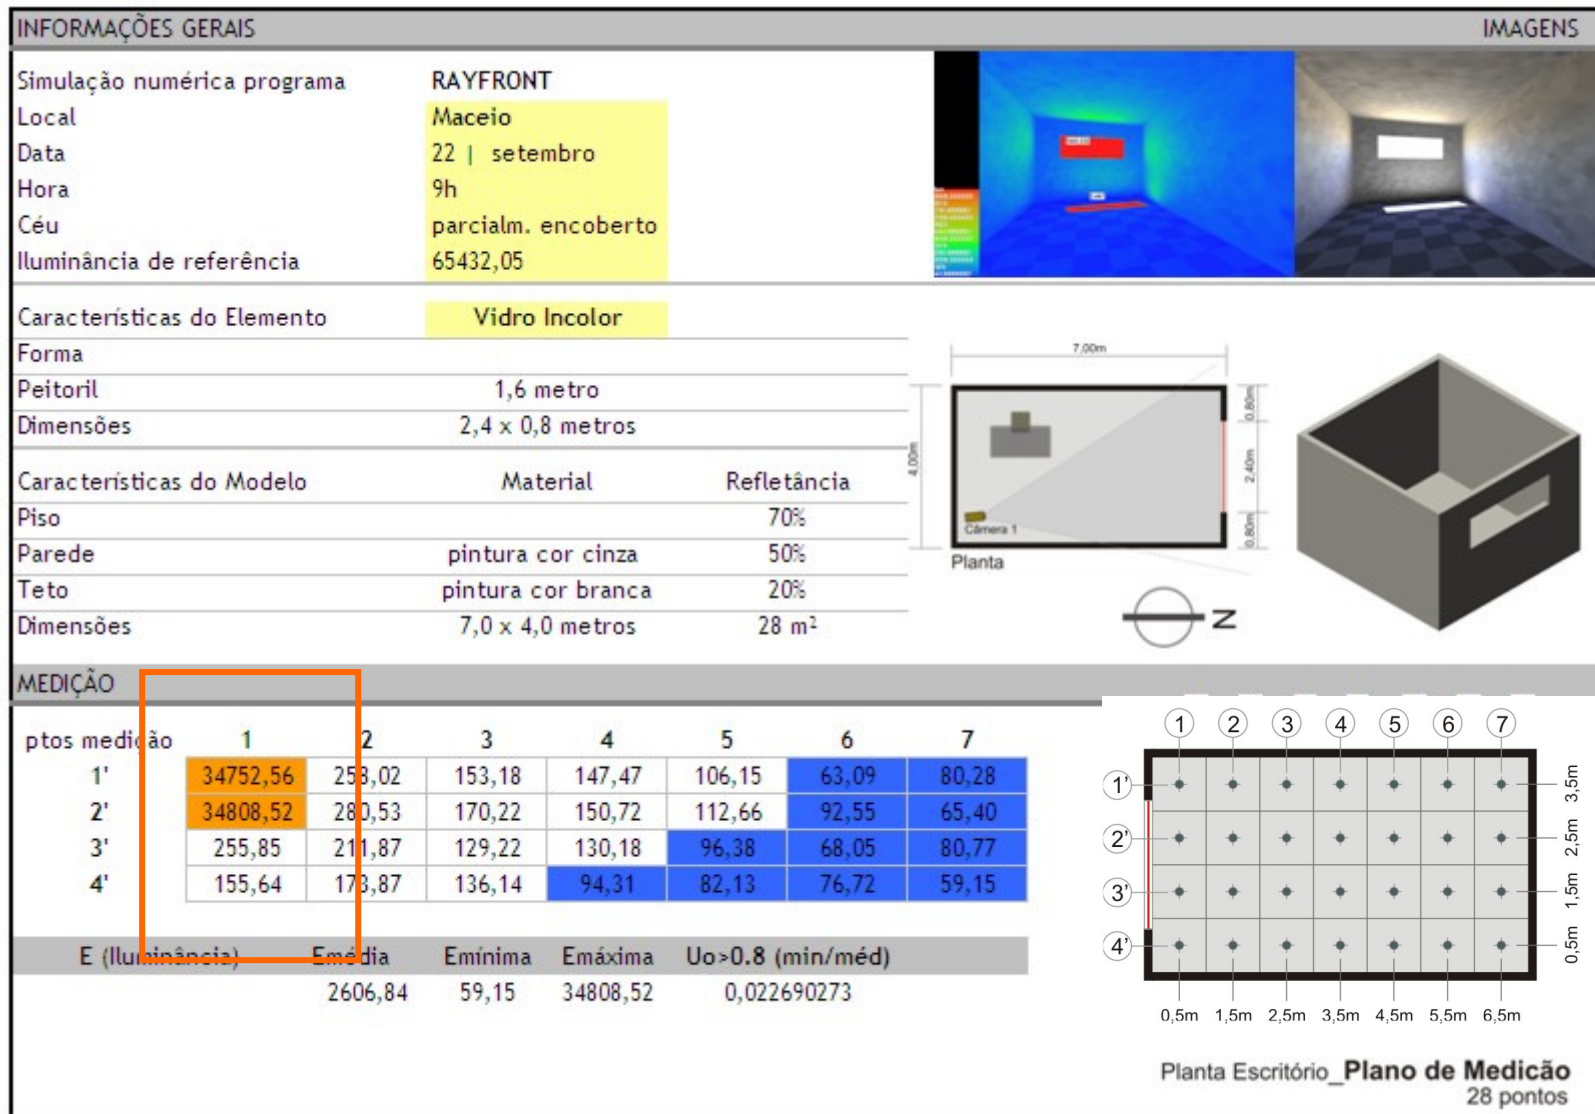 INFORMAÇÕES GERAIS IMAGENS
Simulação numérica programa RAYFRONT
Local Maceio
Data 22 | setembro
Hora 9h
Céu parcialm. encoberto
Iluminância de referência 65432,05
Características do Elemento Vidro Incolor
Forma
Peitoril 1,6 metro
Dimensões 2,4 x 0,8 metros
Características do Modelo Material Refletância
Piso 70%
Parede pintura cor cinza 50%
Teto pintura cor branca 20%
Dimensões 7,0 x 4,0 metros 28 m²
7,00m
4,00m
0,80m
2,40m
0,80m
Câmera 1
Planta
N
MEDIÇÃO
ptos medição 1 2 3 4 5 6 7
1' 34752,56 253,02 153,18 147,47 106,15 63,09 80,28
2' 34808,52 280,53 170,22 150,72 112,66 92,55 65,40
3' 255,85 211,87 129,22 130,18 96,38 68,05 80,77
4' 155,64 173,87 136,14 94,31 82,13 76,72 59,15
E (Iluminância) Emédia Emínima Emáxima Uo>0.8 (min/méd)
2606,84 59,15 34808,52 0,022690273
1 2 3 4 5 6 7
1' 3,5m
2' 2,5m
3' 1,5m
4' 0,5m
0,5m 1,5m 2,5m 3,5m 4,5m 5,5m 6,5m
Planta Escritório_Plano de Medicão
28 pontos